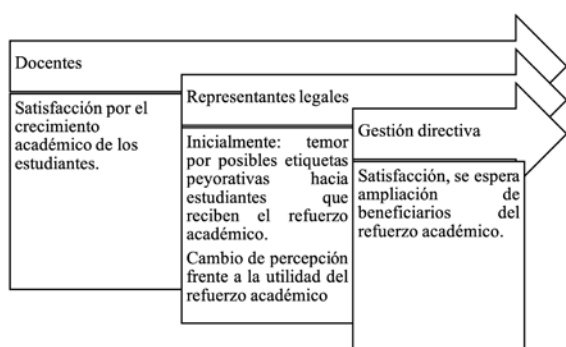 Docentes
Satisfacción por el
crecimiento
académico de los
estudiantes.
Representantes legales
Inicialmente: temor
por posibles etiquetas
peyorativas hacia
estudiantes que
reciben el refuerzo
académico.
Cambio de percepción
frente a la utilidad del
refuerzo académico
Gestión directiva
Satisfacción, se espera
ampliación de
beneficiarios del
refuerzo académico.